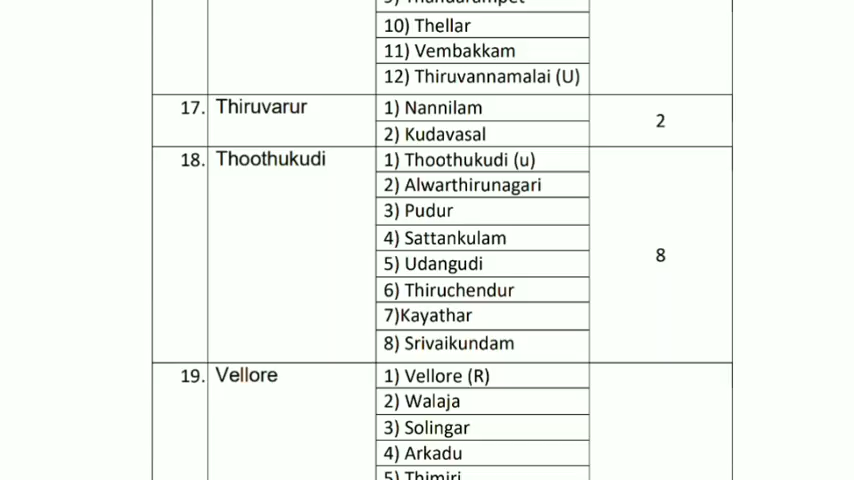 10) Thellar
11) Vembakkam
12) Thiruvannamalai (U)
17. Thiruvarur 1) Nannilam 2
2) Kudavasal
18. Thoothukudi 1) Thoothukudi (u) 8
2) Alwarthirunagari
3) Pudur
4) Sattankulam
5) Udangudi
6) Thiruchendur
7)Kayathar
8) Srivaikundam
19. Vellore 1) Vellore (R)
2) Walaja
3) Solingar
4) Arkadu
5) Thimiri